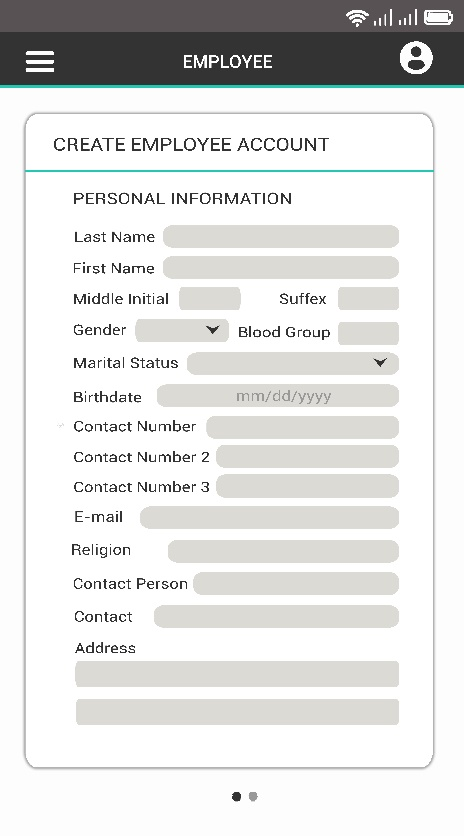 EMPLOYEE
CREATE EMPLOYEE ACCOUNT
PERSONAL INFORMATION
Last Name
First Name
Middle Initial Suffex
Gender Blood Group
Marital Status
Birthdate mm/dd/yyyy
Contact Number
Contact Number 2
Contact Number 3
E-mail
Religion
Contact Person
Contact
Address